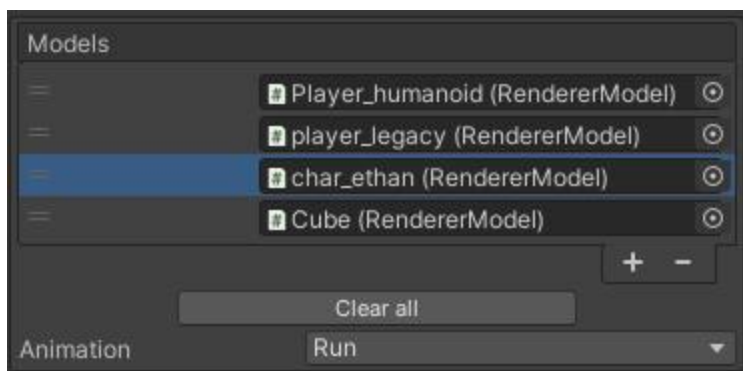 Models
Player_humanoid (RendererModel)
player_legacy (RendererModel)
char_ethan (RendererModel)
Cube (RendererModel)
+ -
Clear all
Animation Run